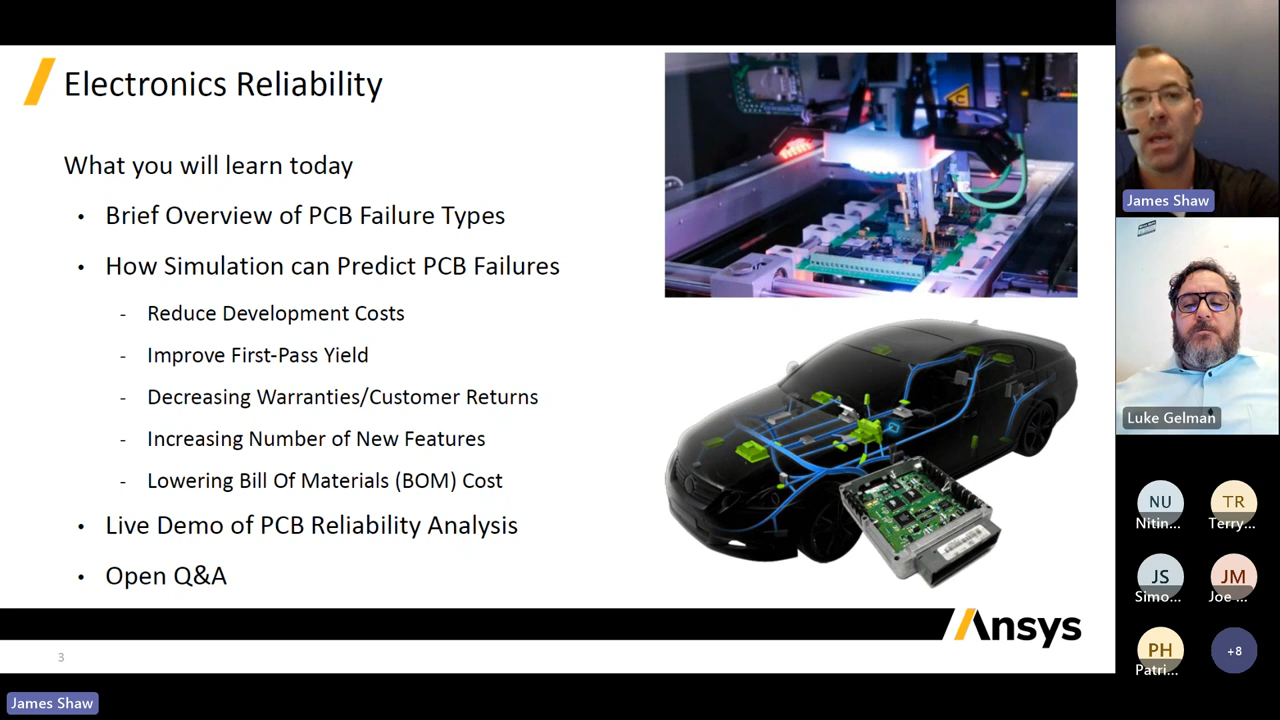 Electronics Reliability
What you will learn today
• Brief Overview of PCB Failure Types
• How Simulation can Predict PCB Failures
- Reduce Development Costs
- Improve First-Pass Yield
- Decreasing Warranties/Customer Returns
- Increasing Number of New Features
- Lowering Bill Of Materials (BOM) Cost
• Live Demo of PCB Reliability Analysis
• Open Q&A
Ansys
3
James Shaw
James Shaw
Luke Gelman
NU
Nitin...
TR
Terry...
JS
Simo...
JM
Joe ...
PH
Patri...
+8